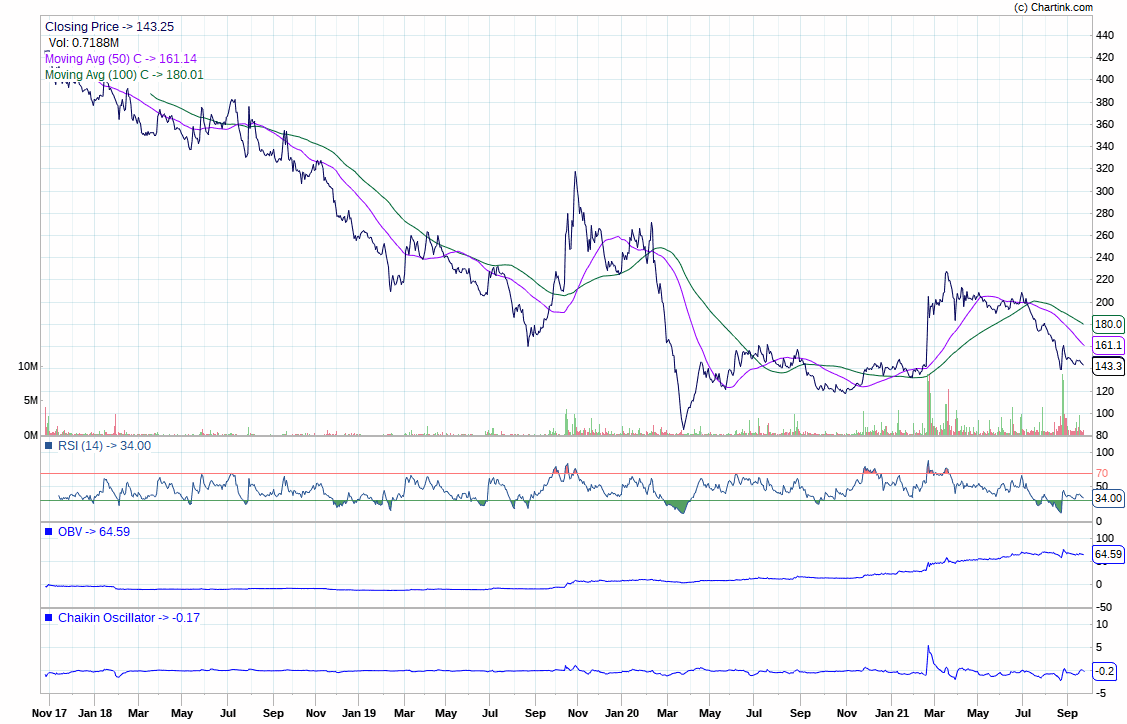 (c) Chartink.com
Closing Price -> 143.25
Vol: 0.7188M
Moving Avg (50) C -> 161.14
Moving Avg (100) C -> 180.01
440
420
400
380
360
340
320
300
280
260
240
220
200
180.0
161.1
143.3
120
100
80
10M
5M
0M
RSI (14) -> 34.00
100
70
50
34.00
0
OBV -> 64.59
100
64.59
0
-50
Chaikin Oscillator -> -0.17
10
5
-0.2
-5
Nov 17 Jan 18 Mar May Jul Sep Nov Jan 19 Mar May Jul Sep Nov Jan 20 Mar May Jul Sep Nov Jan 21 Mar May Jul Sep